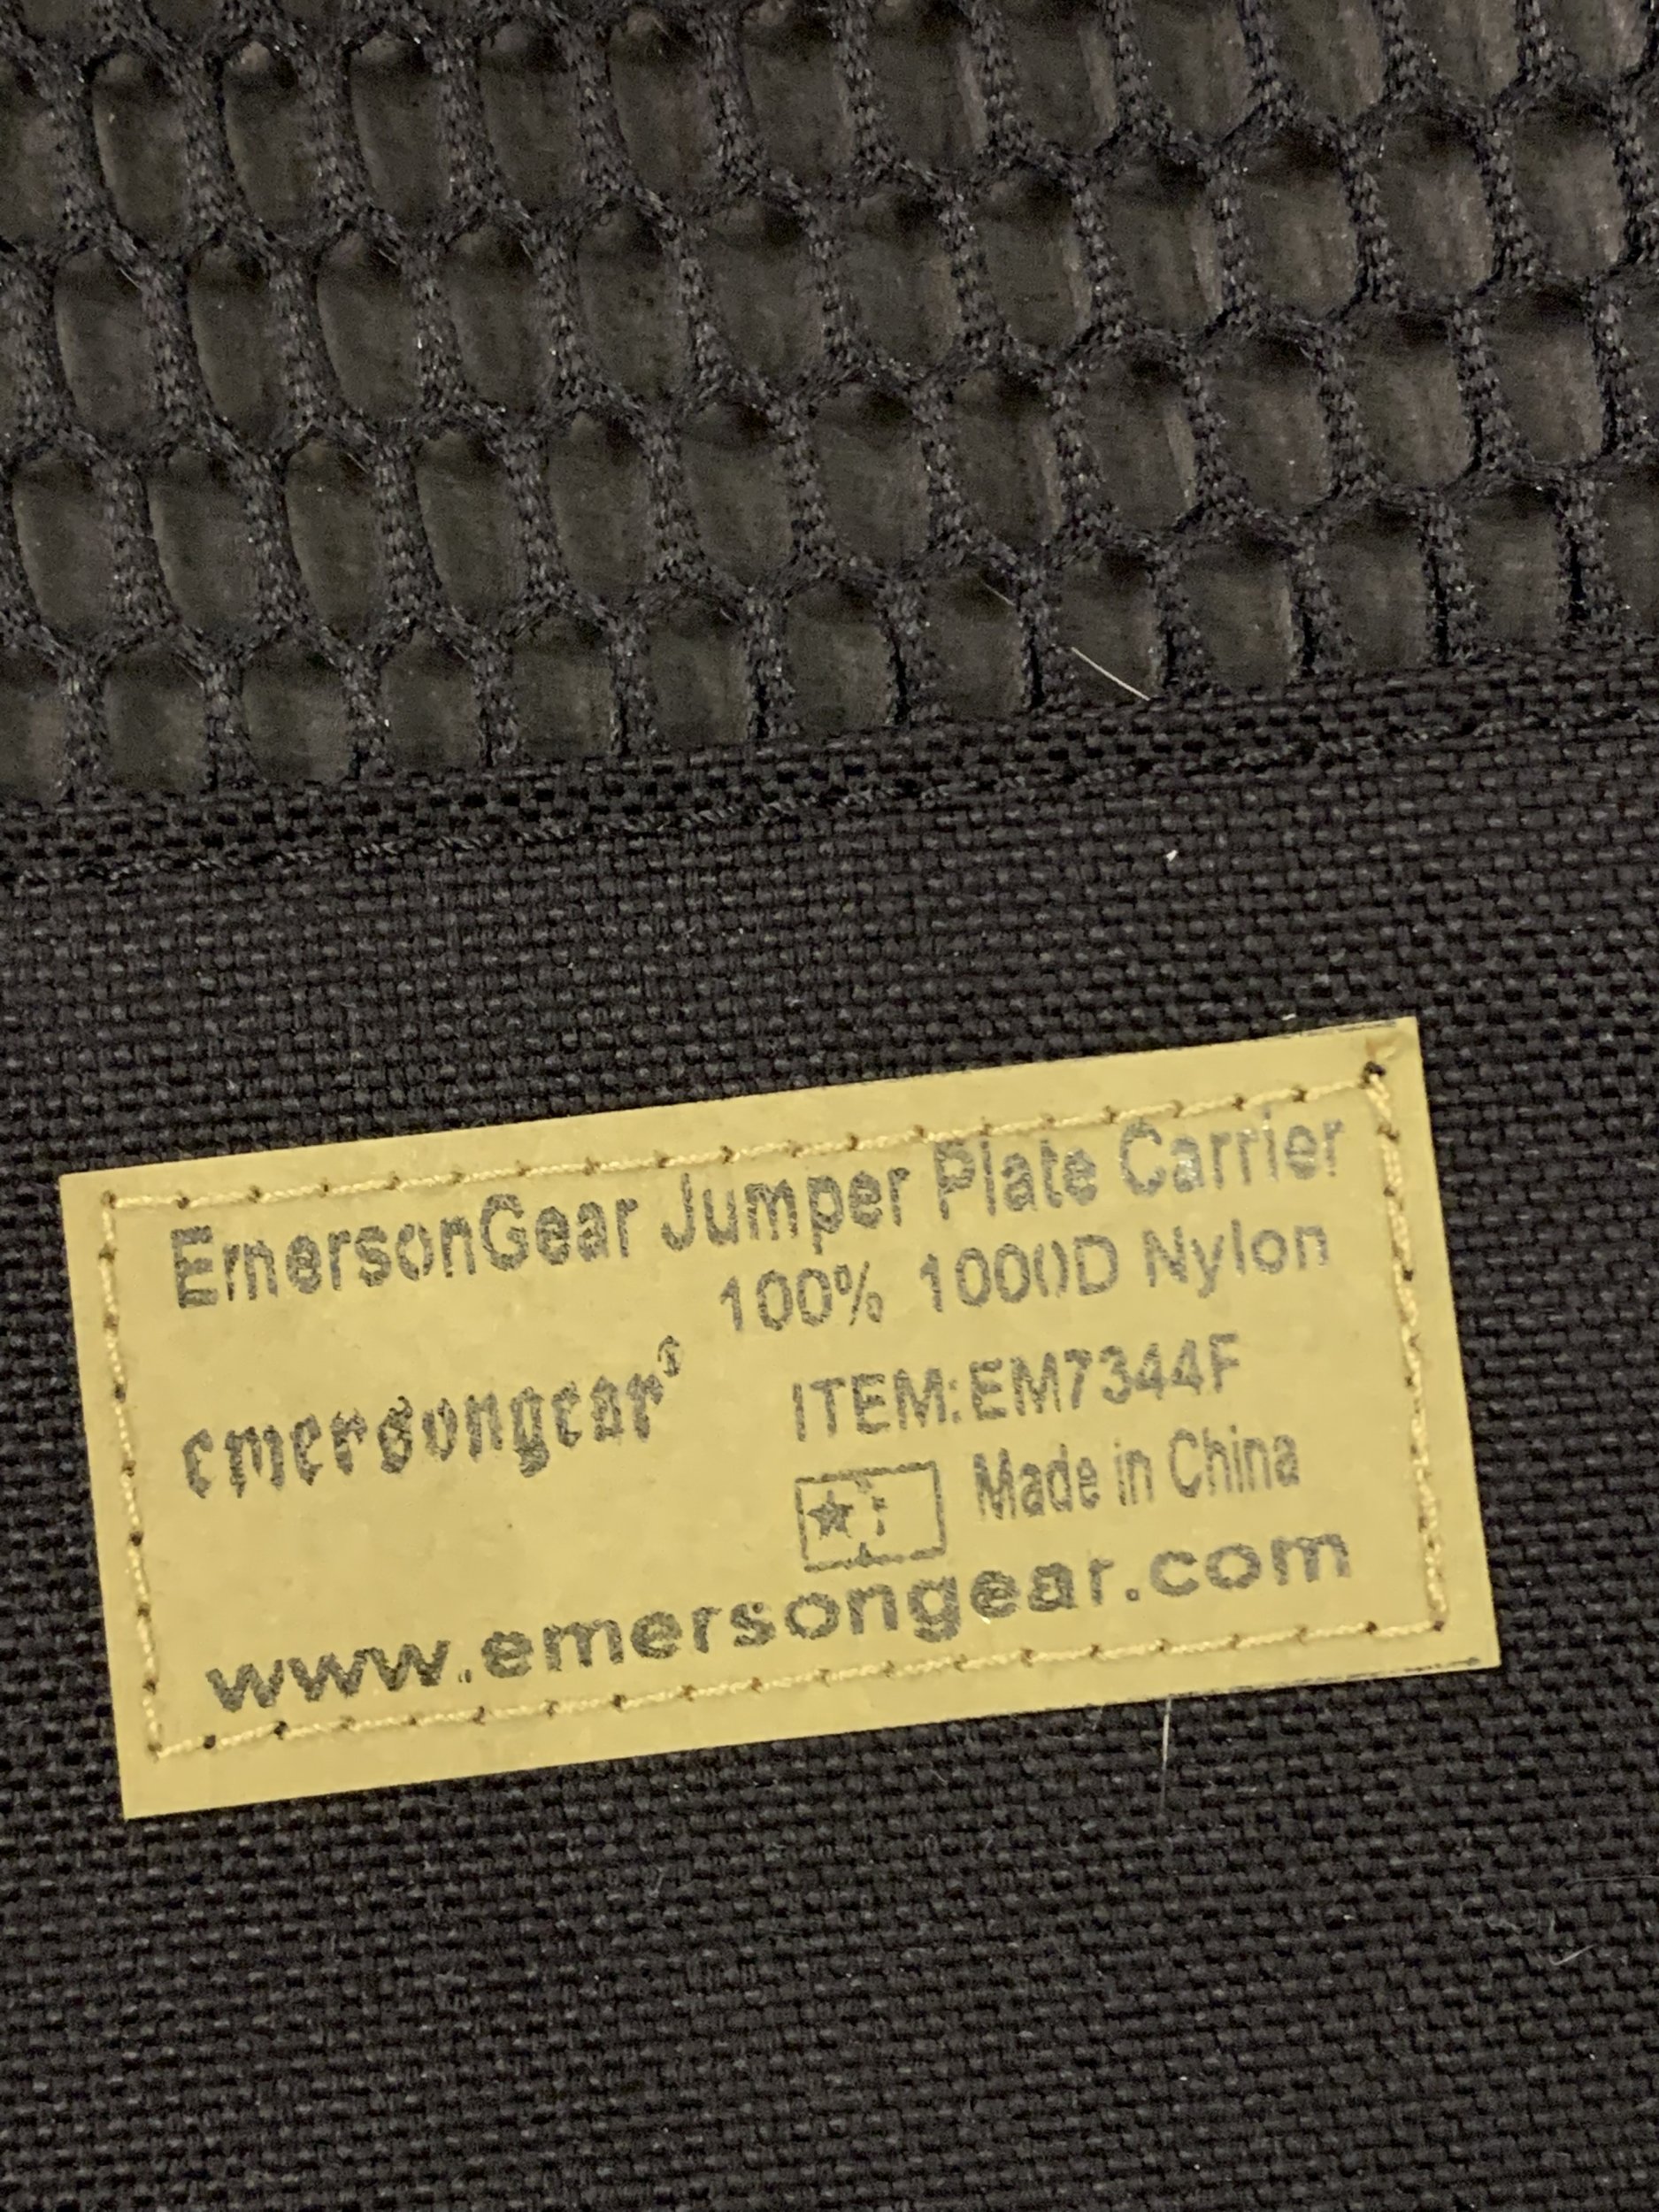 EmersonGear Jumper Plate Carrier
100% 1000D Nylon
emersongear®
ITEM:EM7344F
Made in China
www.emersongear.com